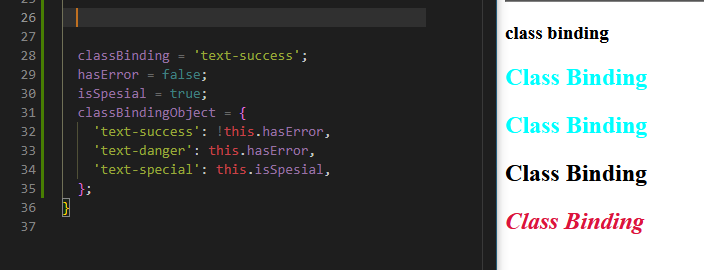 26
27
28 classBinding = 'text-success';
29 hasError = false;
30 isSpesial = true;
31 classBindingObject = {
32 'text-success': !this.hasError,
33 'text-danger': this.hasError,
34 'text-special': this.isSpesial,
35 };
36 }
37
class binding
Class Binding
Class Binding
Class Binding
Class Binding